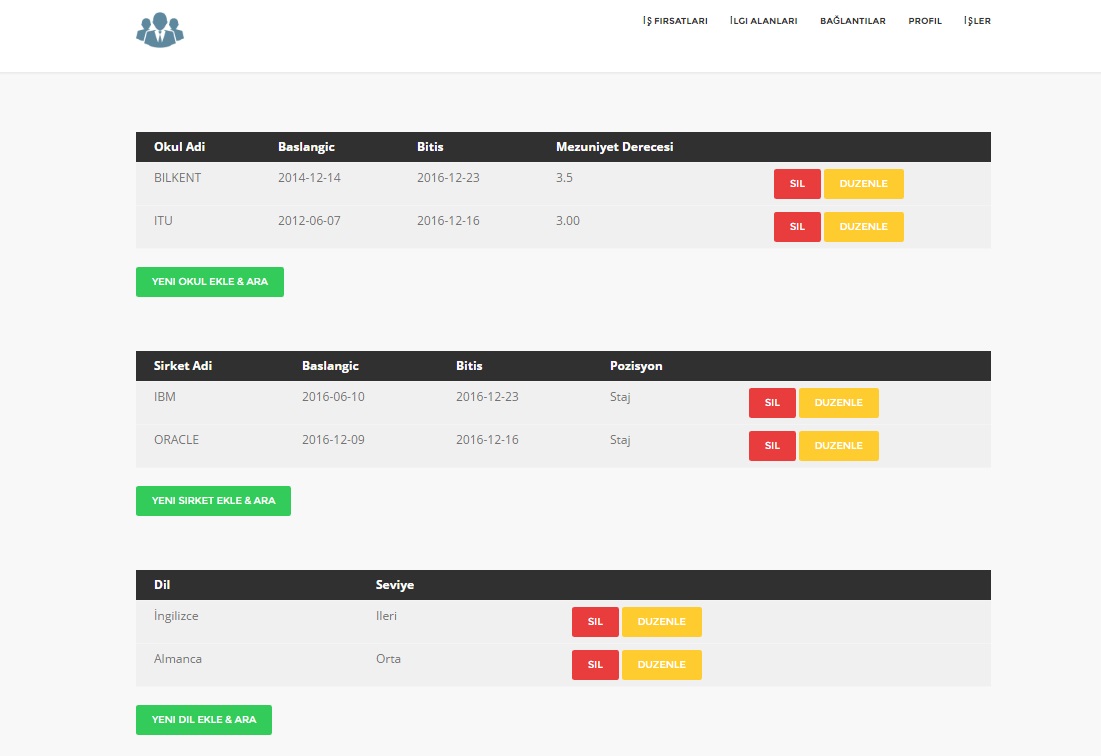 İŞ FIRSATLARI İLGI ALANLARI BAĞLANTILAR PROFIL İŞLER
Okul Adi Baslangic Bitis Mezuniyet Derecesi
BILKENT 2014-12-14 2016-12-23 3.5 SIL DUZENLE
ITU 2012-06-07 2016-12-16 3.00 SIL DUZENLE
YENI OKUL EKLE & ARA
Sirket Adi Baslangic Bitis Pozisyon
IBM 2016-06-10 2016-12-23 Staj SIL DUZENLE
ORACLE 2016-12-09 2016-12-16 Staj SIL DUZENLE
YENI SIRKET EKLE & ARA
Dil Seviye
İngilizce Ileri SIL DUZENLE
Almanca Orta SIL DUZENLE
YENI DIL EKLE & ARA